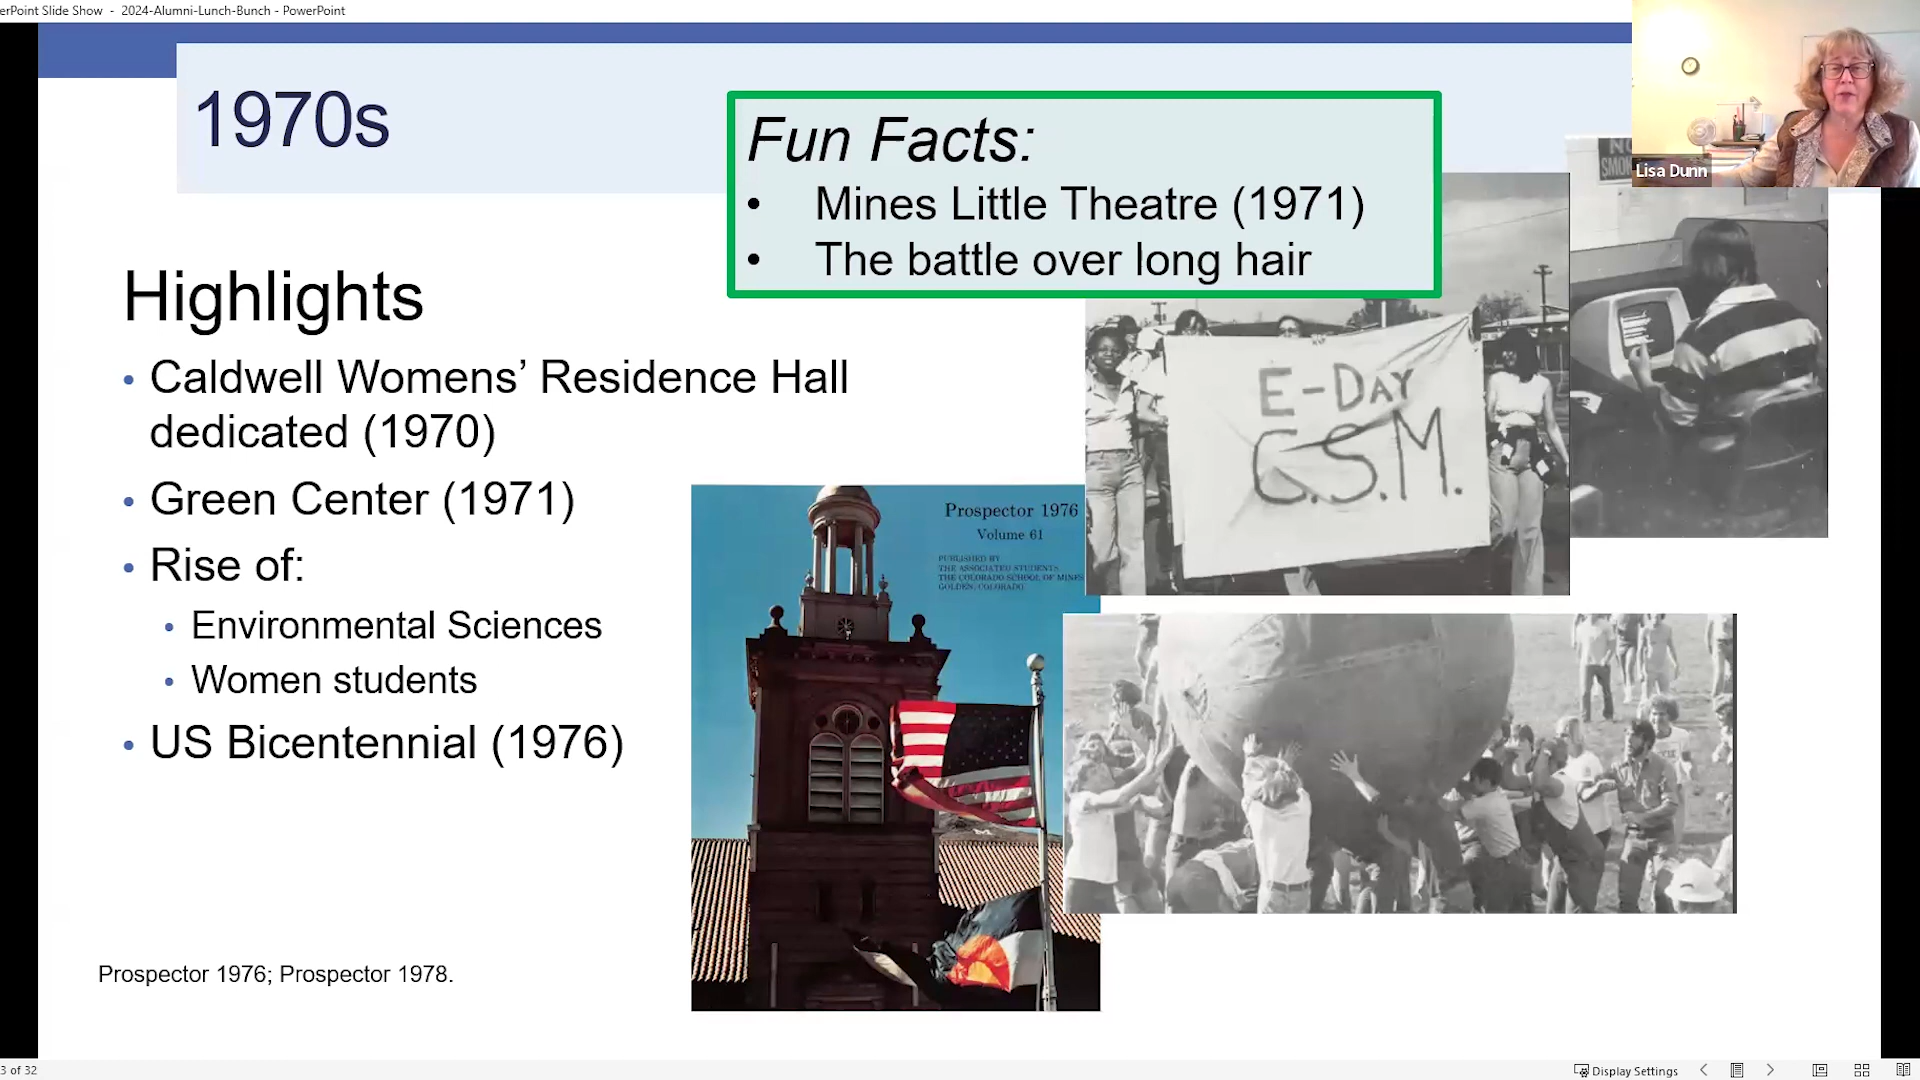 erPoint Slide Show - 2024-Alumni-Lunch-Bunch - PowerPoint
1970s
Fun Facts:
• Mines Little Theatre (1971)
• The battle over long hair
Lisa Dunn
Highlights
• Caldwell Womens’ Residence Hall
dedicated (1970)
• Green Center (1971)
• Rise of:
• Environmental Sciences
• Women students
• US Bicentennial (1976)
E-DAY
C.S.M.
Prospector 1976
Volume 61
PUBLISHED BY
THE ASSOCIATED STUDENTS
THE COLORADO SCHOOL OF MINES
GOLDEN, COLORADO
Prospector 1976; Prospector 1978.
3 of 32
Display Settings